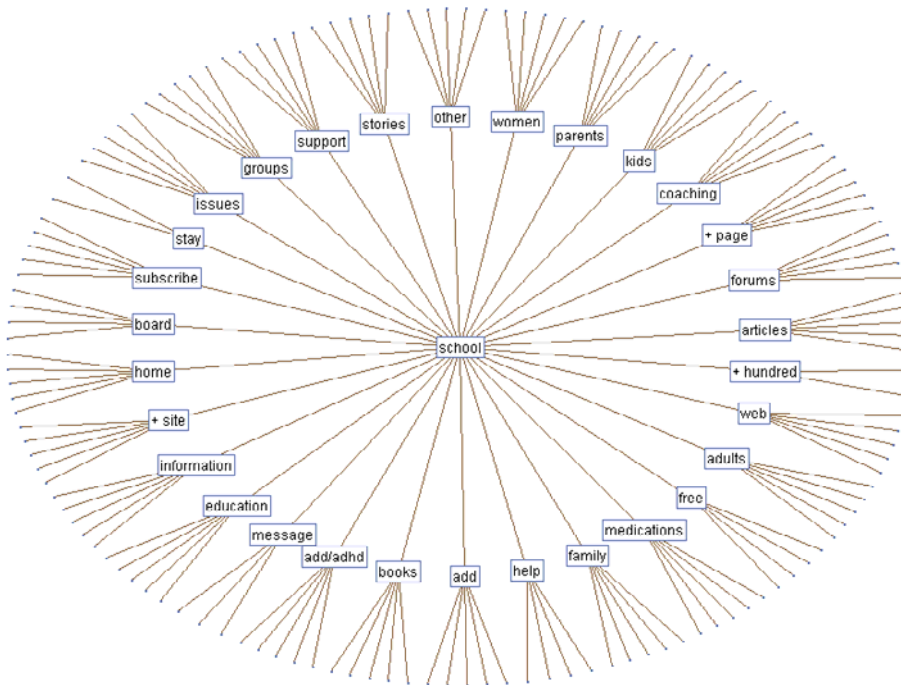 other
women
stories
parents
support
kids
groups
coaching
issues
+ page
stay
subscribe
forums
board
articles
school
home
+ hundred
web
+ site
adults
information
free
education
medications
message
add/adhd
family
books
help
add